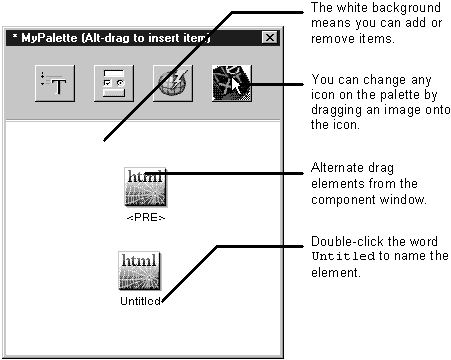 The white background
means you can add or
remove items.
* MyPalette (Alt-drag to insert item)
You can change any
icon on the palette by
dragging an image onto
the icon.
T
html
<PRE>
Alternate drag
elements from the
component window.
html
Untitled
Double-click the word
Untitled to name the
element.